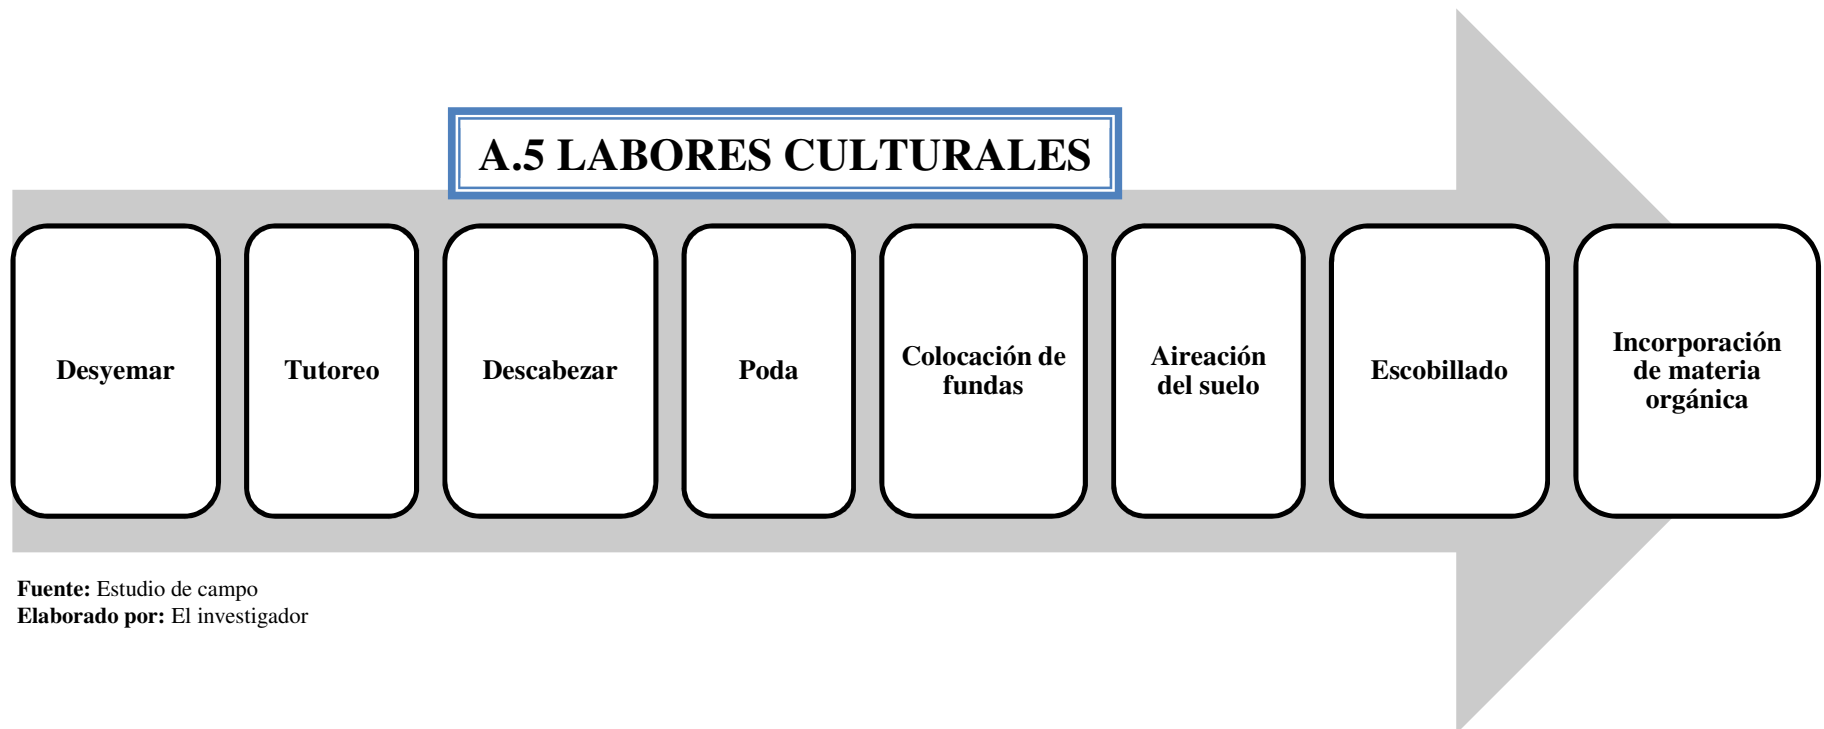 A.5 LABORES CULTURALES
Desyemar
Tutoreo
Descabezar
Poda
Colocación de
fundas
Aireación
del suelo
Escobillado
Incorporación
de materia
orgánica
Fuente: Estudio de campo
Elaborado por: El investigador